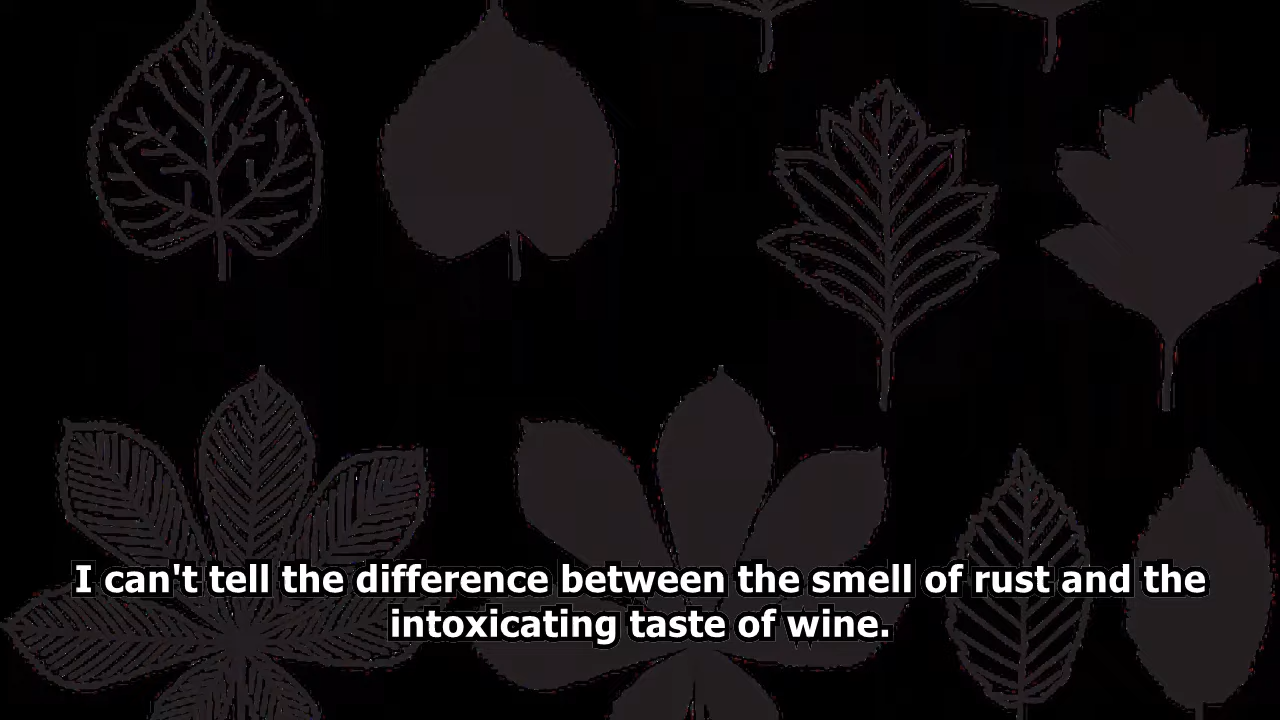 I can't tell the difference between the smell of rust and the
intoxicating taste of wine.